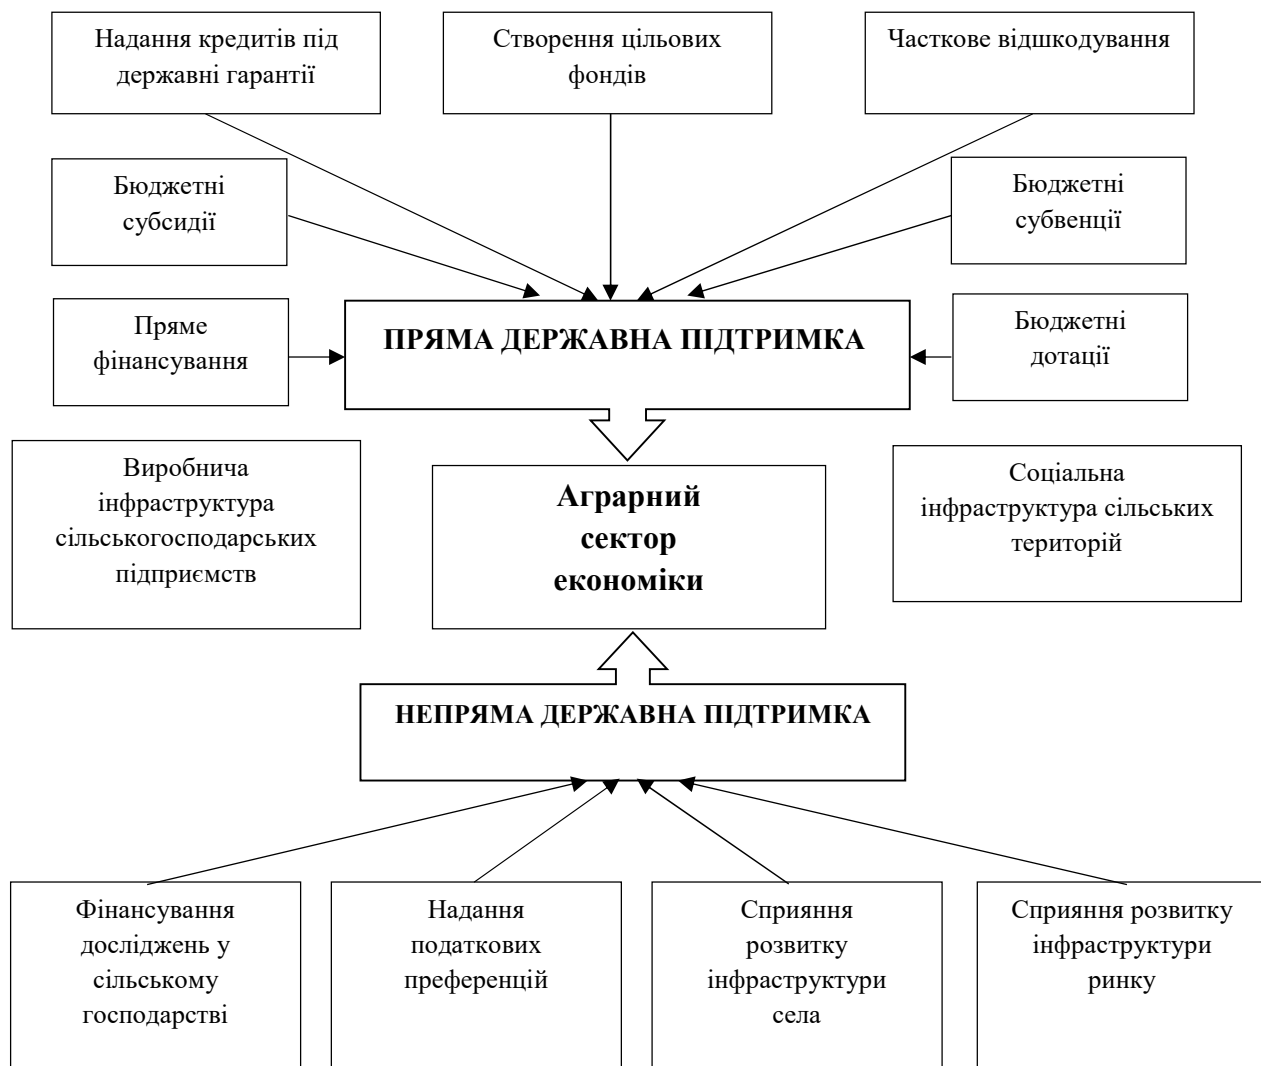 Надання кредитів під
державні гарантії
Створення цільових
фондів
Часткове відшкодування
Бюджетні
субсидії
Бюджетні
субвенції
Пряме
фінансування
ПРЯМА ДЕРЖАВНА ПІДТРИМКА
Бюджетні
дотації
Виробнича
інфраструктура
сільськогосподарських
підприємств
Аграрний
сектор
економіки
Соціальна
інфраструктура сільських
територій
НЕПРЯМА ДЕРЖАВНА ПІДТРИМКА
Фінансування
досліджень у
сільському
господарстві
Надання
податкових
преференцій
Сприяння
розвитку
інфраструктури
села
Сприяння розвитку
інфраструктури
ринку